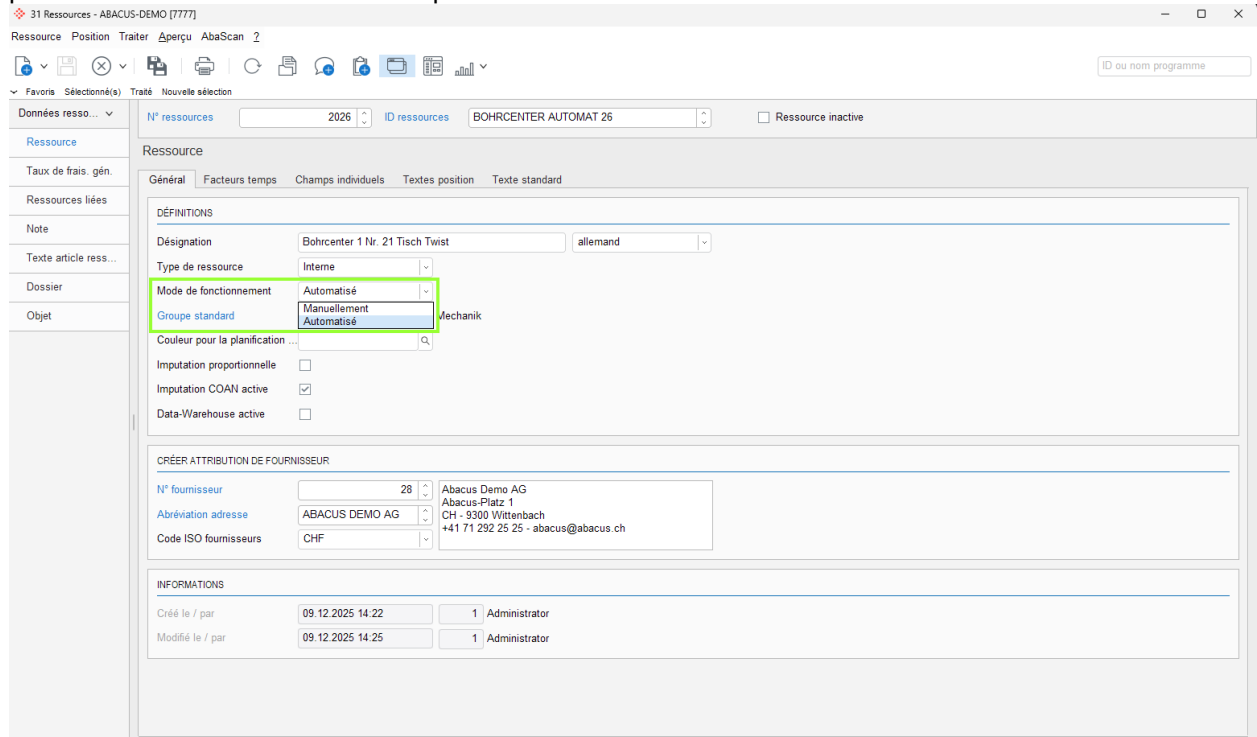 31 Ressources - ABACUS-DEMO [7777]
Ressource Position Traiter Aperçu AbaScan ?
ID ou nom programme
Favoris Sélectionné(s) Traité Nouvelle sélection
Données resso...
Ressource
Taux de frais. gén.
Ressources liées
Note
Texte article ress...
Dossier
Objet
N° ressources 2026 ID ressources BOHRCENTER AUTOMAT 26 Ressource inactive
Ressource
Général Facteurs temps Champs individuels Textes position Texte standard
DÉFINITIONS
Désignation Bohrcenter 1 Nr. 21 Tisch Twist allemand
Type de ressource Interne
Mode de fonctionnement Automatisé
Manuellement
Automatisé
Groupe standard Mechanik
Couleur pour la planification ...
Imputation proportionnelle
Imputation COAN active
Data-Warehouse active
CRÉER ATTRIBUTION DE FOURNISSEUR
N° fournisseur 28
Abréviation adresse ABACUS DEMO AG
Code ISO fournisseurs CHF
Abacus Demo AG
Abacus-Platz 1
CH - 9300 Wittenbach
+41 71 292 25 25 - abacus@abacus.ch
INFORMATIONS
Créé le / par 09.12.2025 14:22 1 Administrator
Modifié le / par 09.12.2025 14:25 1 Administrator